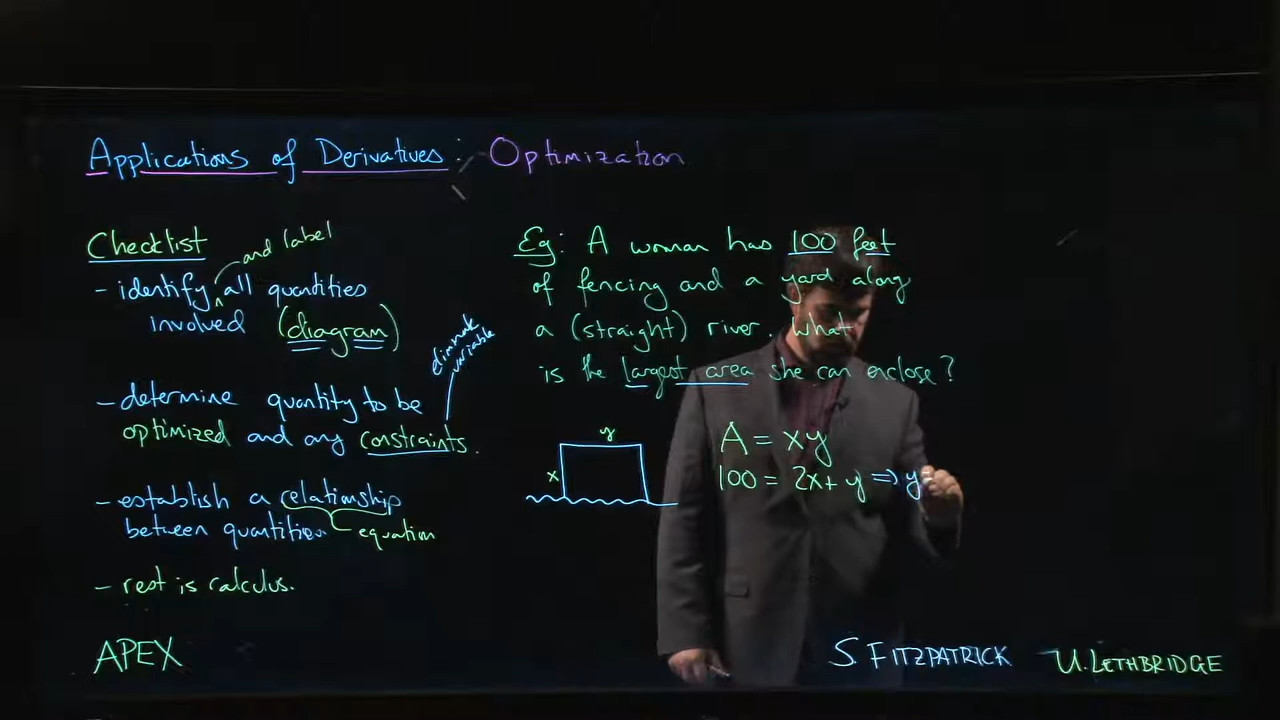 Applications of Derivatives: Optimization
Checklist
and label
- identify ^ all quantities
involved (diagram)
eliminate
variable
- determine quantity to be
optimized and any constraints.
- establish a relationship
between quantities
equation
- rest is calculus.
APEX
Eg: A woman has 100 feet
of fencing and a yard along
a (straight) river. What
is the largest area she can enclose?
y
x
A = xy
100 = 2x + y ⇒ y =
S. FITZPATRICK
U. LETHBRIDGE